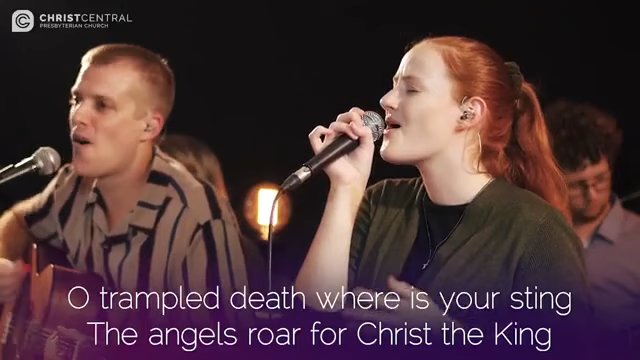 CHRISTCENTRAL
PRESBYTERIAN CHURCH
O trampled death where is your sting
The angels roar for Christ the King